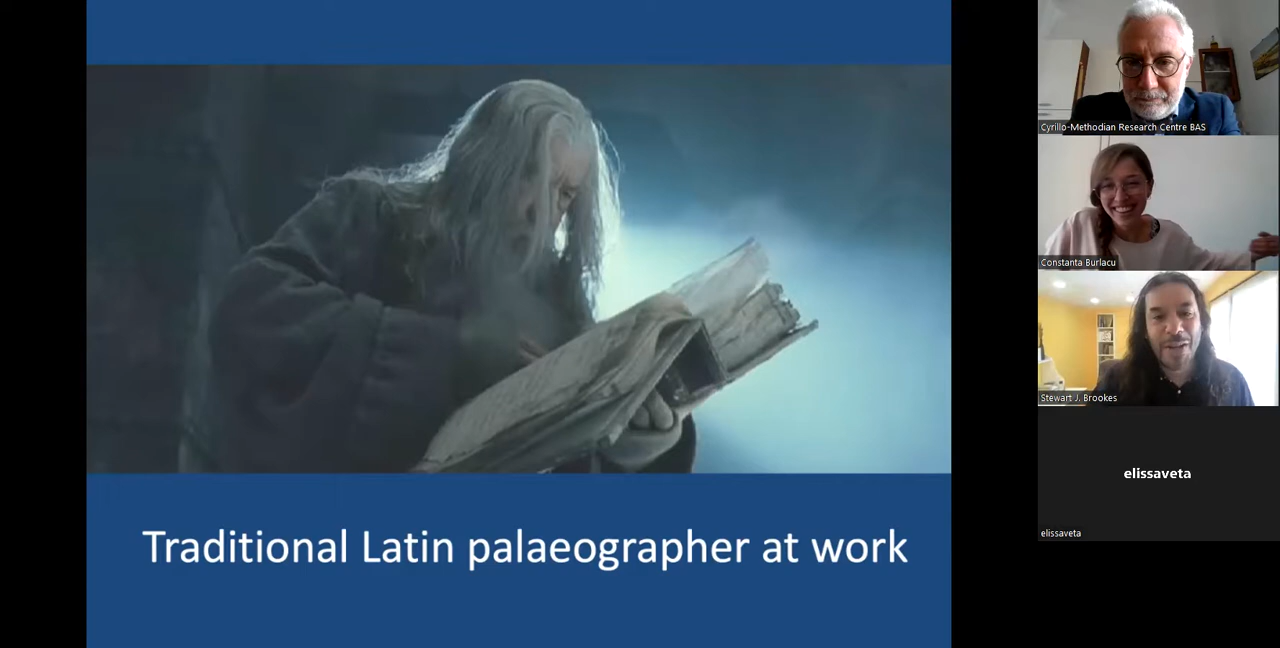 Traditional Latin palaeographer at work
Cyrillo-Methodian Research Centre BAS
Constanta Burlacu
Stewart J. Brookes
elissaveta
elissaveta